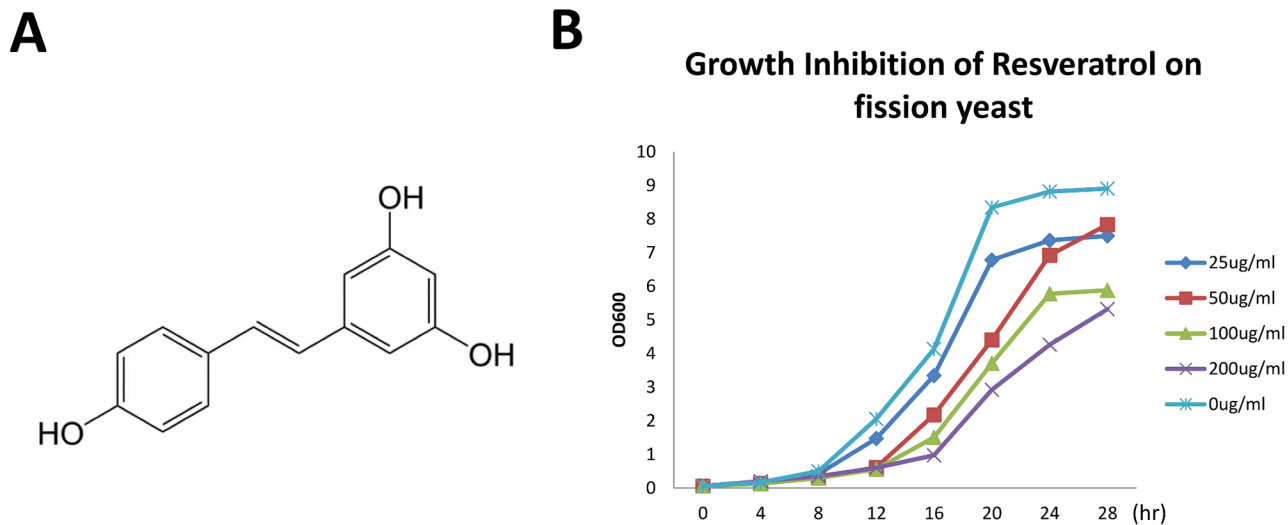 A
OH
OH
HO
B
Growth Inhibition of Resveratrol on
fission yeast
OD600
10
9
8
7
6
5
4
3
2
1
0
0 4 8 12 16 20 24 28 (hr)
25ug/ml
50ug/ml
100ug/ml
200ug/ml
0ug/ml